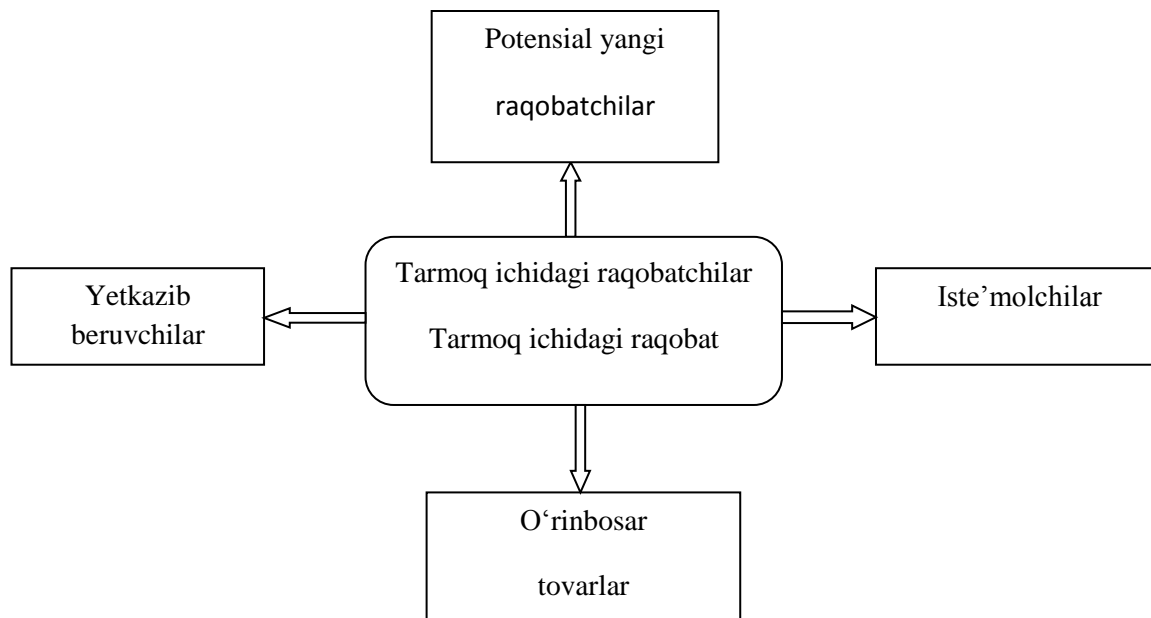 Potensial yangi
raqobatchilar
Tarmoq ichidagi raqobatchilar
Tarmoq ichidagi raqobat
Yetkazib
beruvchilar
Iste’molchilar
O‘rinbosar
tovarlar